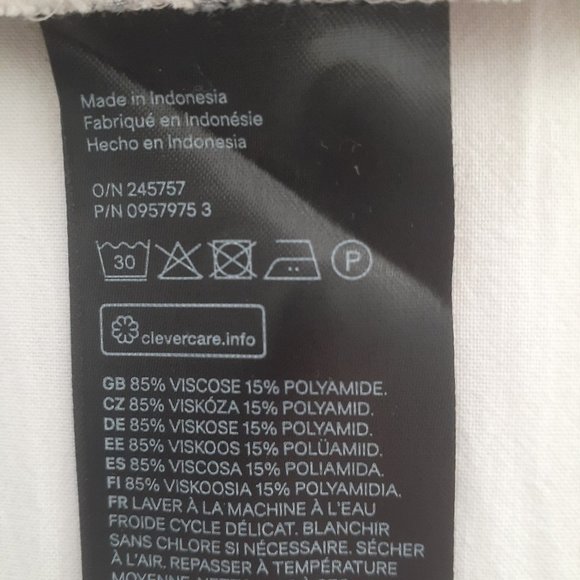 Made in Indonesia
Fabriqué en Indonésie
Hecho en Indonesia
O/N 245757
P/N 0957975 3
30
P
clevercare.info
GB 85% VISCOSE 15% POLYAMIDE.
CZ 85% VISKÓZA 15% POLYAMID.
DE 85% VISKOSE 15% POLYAMID.
EE 85% VISKOOS 15% POLÜAMIID.
ES 85% VISCOSA 15% POLIAMIDA.
FI 85% VISKOOSIA 15% POLYAMIDIA.
FR LAVER À LA MACHINE À L'EAU
FROIDE CYCLE DÉLICAT. BLANCHIR
SANS CHLORE SI NÉCESSAIRE. SÉCHER
À L'AIR. REPASSER À TEMPÉRATURE
MOYENNE.